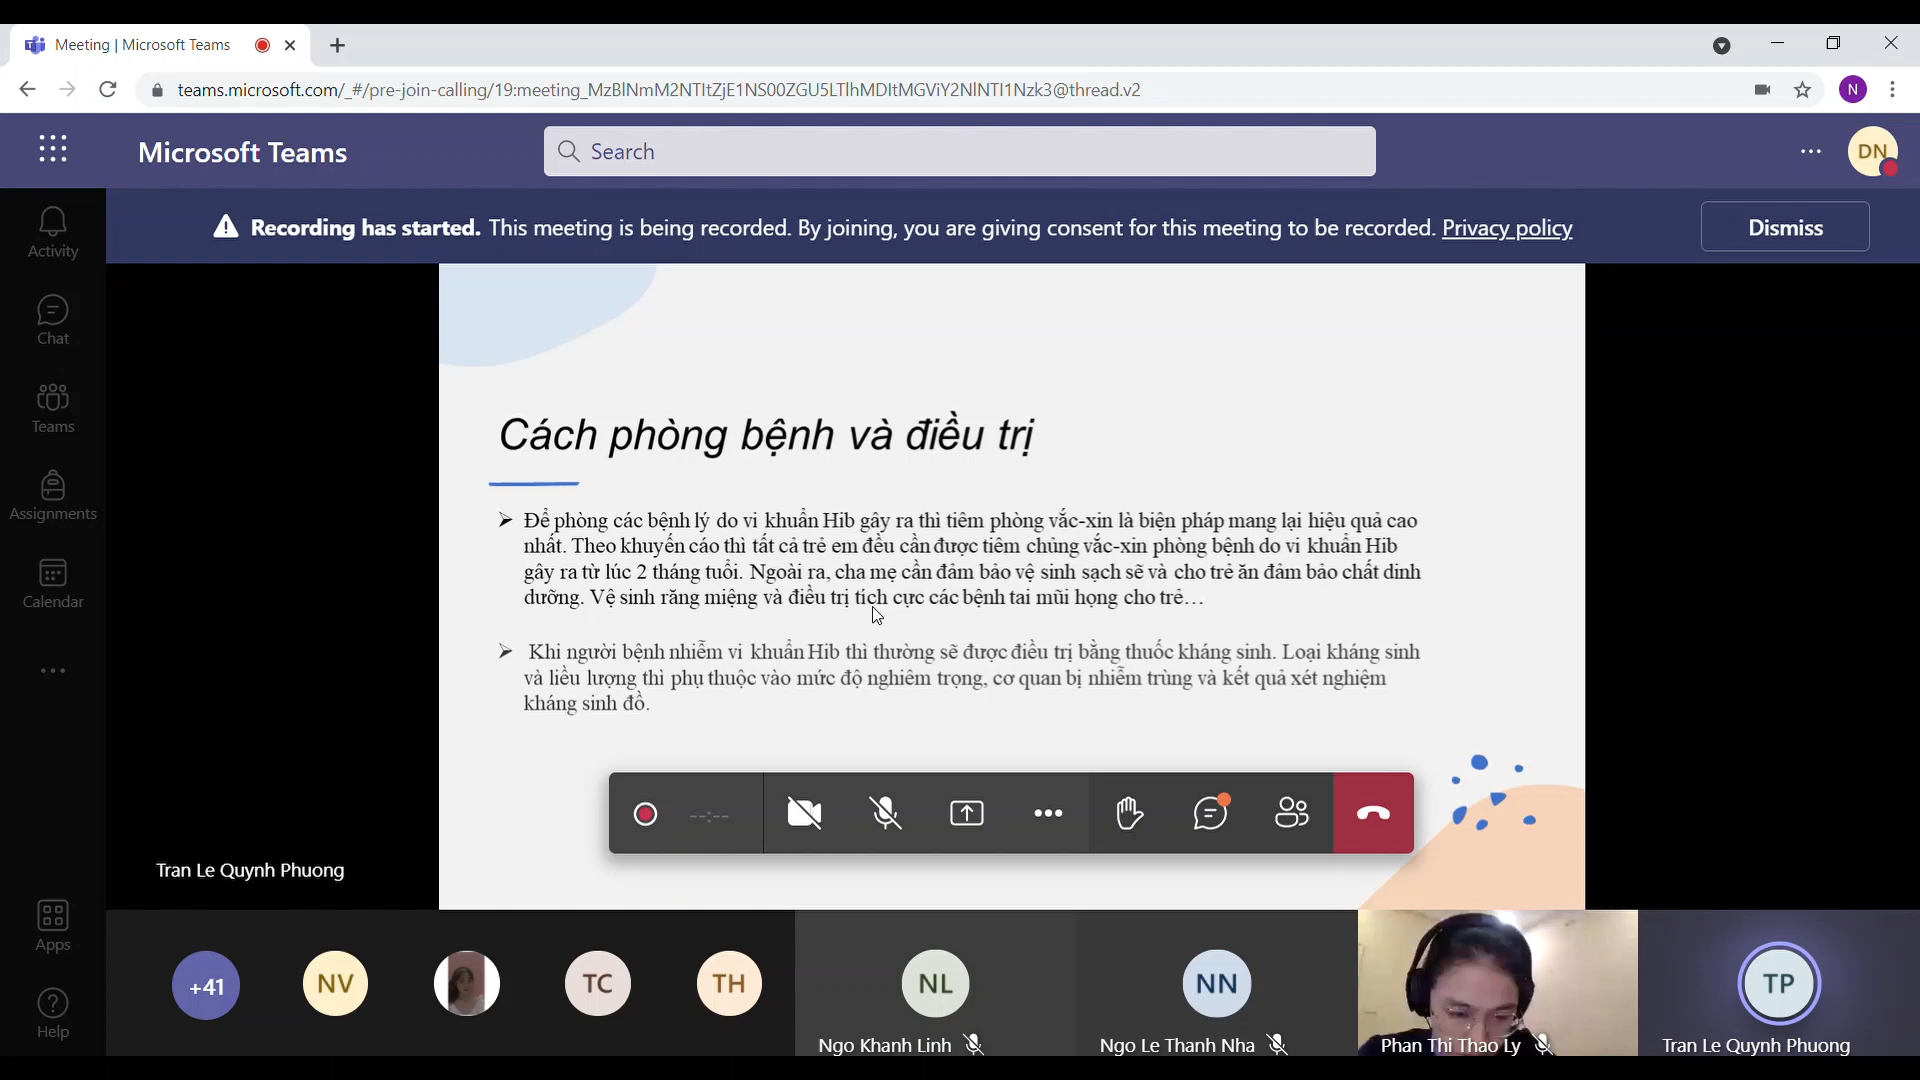 Meeting | Microsoft Teams
teams.microsoft.com/_#/pre-join-calling/19:meeting_MzBlNmM2NTItZjE1NS00ZGU5LTlhMDItMGViY2NlNTI1Nzk3@thread.v2
N
Microsoft Teams
Search
DN
Recording has started. This meeting is being recorded. By joining, you are giving consent for this meeting to be recorded. Privacy policy
Dismiss
Activity
Chat
Teams
Assignments
Calendar
Apps
Help
Cách phòng bệnh và điều trị
Để phòng các bệnh lý do vi khuẩn Hib gây ra thì tiêm phòng vắc-xin là biện pháp mang lại hiệu quả cao
nhất. Theo khuyến cáo thì tất cả trẻ em đều cần được tiêm chủng vắc-xin phòng bệnh do vi khuẩn Hib
gây ra từ lúc 2 tháng tuổi. Ngoài ra, cha mẹ cần đảm bảo vệ sinh sạch sẽ và cho trẻ ăn đảm bảo chất dinh
dưỡng. Vệ sinh răng miệng và điều trị tích cực các bệnh tai mũi họng cho trẻ…
Khi người bệnh nhiễm vi khuẩn Hib thì thường sẽ được điều trị bằng thuốc kháng sinh. Loại kháng sinh
và liều lượng thì phụ thuộc vào mức độ nghiêm trọng, cơ quan bị nhiễm trùng và kết quả xét nghiệm
kháng sinh đồ.
--:--
Tran Le Quynh Phuong
+41
NV
TC
TH
NL
Ngo Khanh Linh
NN
Ngo Le Thanh Nha
Phan Thi Thao Ly
TP
Tran Le Quynh Phuong